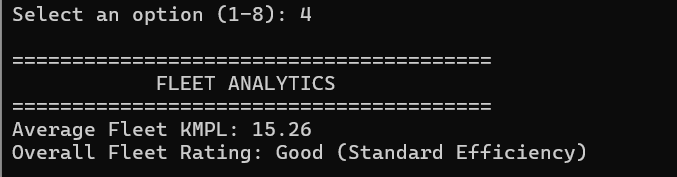 Select an option (1-8): 4
========================================
FLEET ANALYTICS
========================================
Average Fleet KMPL: 15.26
Overall Fleet Rating: Good (Standard Efficiency)